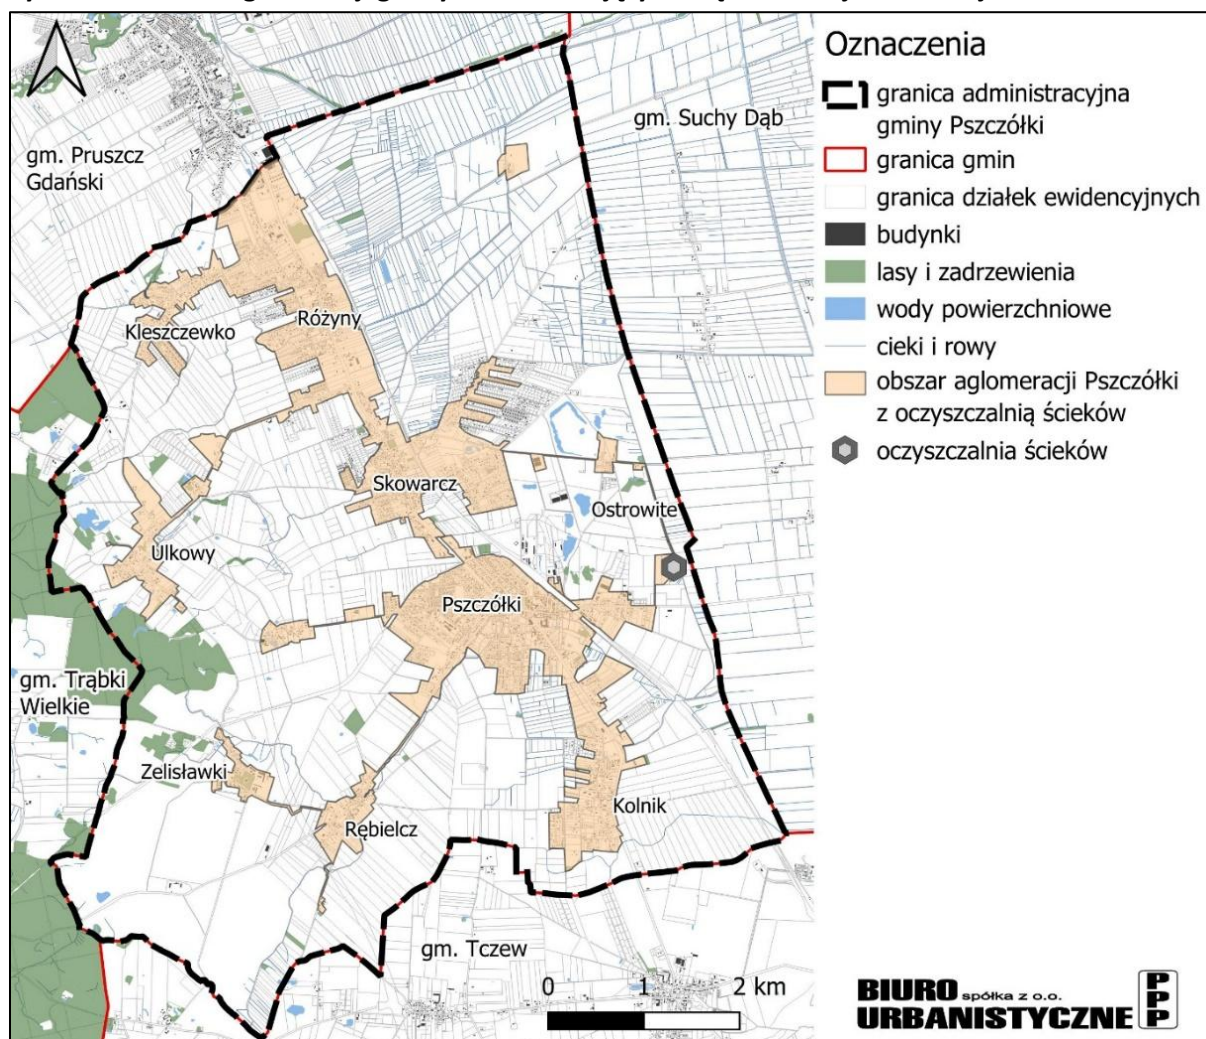 Oznaczenia
granica administracyjna
gminy Pszczółki
granica gmin
granica działek ewidencyjnych
budynki
lasy i zadrzewienia
wody powierzchniowe
cieki i rowy
obszar aglomeracji Pszczółki
z oczyszczalnią ścieków
oczyszczalnia ścieków
gm. Suchy Dąb
gm. Pruszcz
Gdański
Kleszczewko
Różyny
Skowarcz
Ostrowite
Ulkowy
Pszczółki
gm. Trąbki
Wielkie
Żelisławki
Rębielcz
Kolnik
gm. Tczew
0 1 2 km
BIURO spółka z o.o.
URBANISTYCZNE
P
P
P